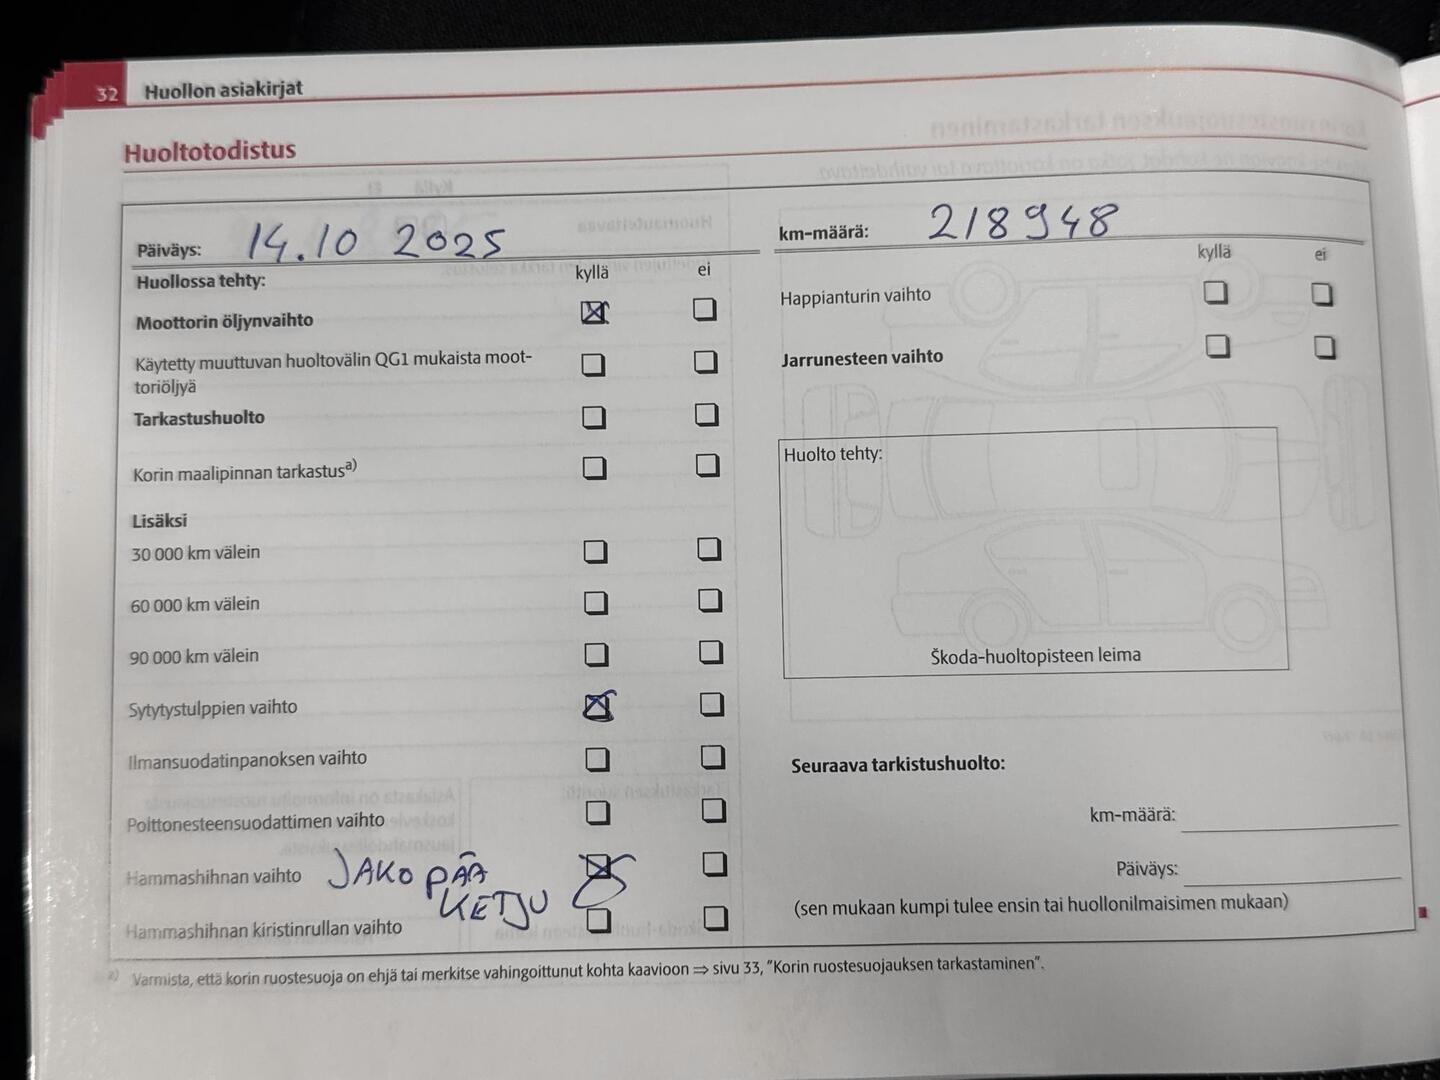 32 Huollon asiakirjat
Huoltotodistus
Päiväys: 14.10 2025
Huollossa tehty: kyllä ei
Moottorin öljynvaihto
Käytetty muuttuvan huoltovälin QG1 mukaista moot-
toriöljyä
Tarkastushuolto
Korin maalipinnan tarkastus a)
Lisäksi
30 000 km välein
60 000 km välein
90 000 km välein
Sytytystulppien vaihto
Ilmansuodatinpanoksen vaihto
Polttonesteensuodattimen vaihto
Hammashihnan vaihto JAKOPÄÄ
KETJU
Hammashihnan kiristinrullan vaihto
km-määrä: 218948
kyllä ei
Happianturin vaihto
Jarrunesteen vaihto
Huolto tehty:
Škoda-huoltopisteen leima
Seuraava tarkistushuolto:
km-määrä:
Päiväys:
(sen mukaan kumpi tulee ensin tai huollonilmaisimen mukaan)
a) Varmista, että korin ruostesuoja on ehjä tai merkitse vahingoittunut kohta kaavioon ⇒ sivu 33, "Korin ruostesuojauksen tarkastaminen".